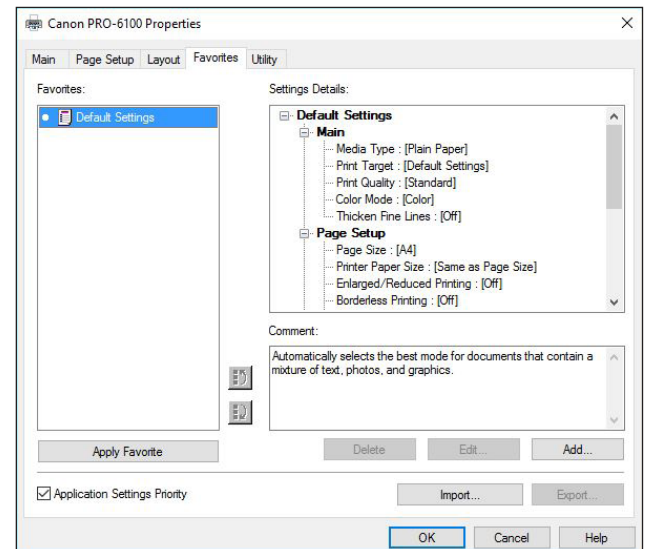 Canon PRO-6100 Properties
Main Page Setup Layout Favorites Utility
Favorites:
Default Settings
Apply Favorite
Settings Details:
Default Settings
Main
Media Type : [Plain Paper]
Print Target : [Default Settings]
Print Quality : [Standard]
Color Mode : [Color]
Thicken Fine Lines : [Off]
Page Setup
Page Size : [A4]
Printer Paper Size : [Same as Page Size]
Enlarged/Reduced Printing : [Off]
Borderless Printing : [Off]
Comment:
Automatically selects the best mode for documents that contain a
mixture of text, photos, and graphics.
Delete Edit... Add...
Application Settings Priority
Import... Export...
OK Cancel Help